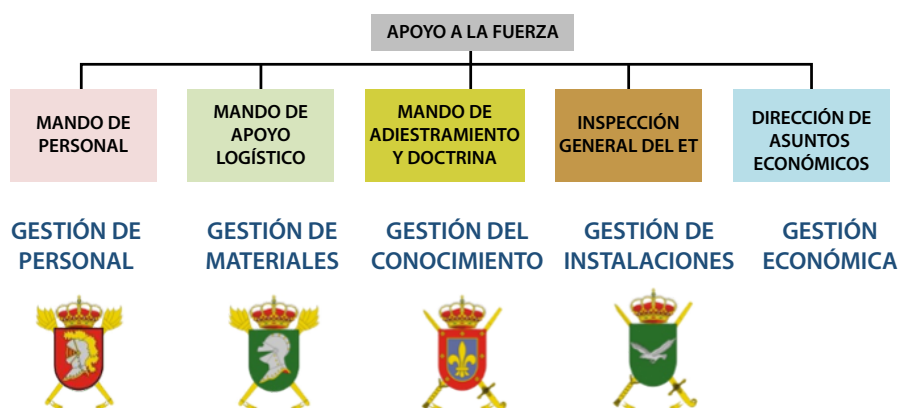 APOYO A LA FUERZA
MANDO DE
PERSONAL
MANDO DE
APOYO
LOGÍSTICO
MANDO DE
ADIESTRAMIENTO
Y DOCTRINA
INSPECCIÓN
GENERAL DEL ET
DIRECCIÓN DE
ASUNTOS
ECONÓMICOS
GESTIÓN DE
PERSONAL
GESTIÓN DE
MATERIALES
GESTIÓN DEL
CONOCIMIENTO
GESTIÓN DE
INSTALACIONES
GESTIÓN
ECONÓMICA